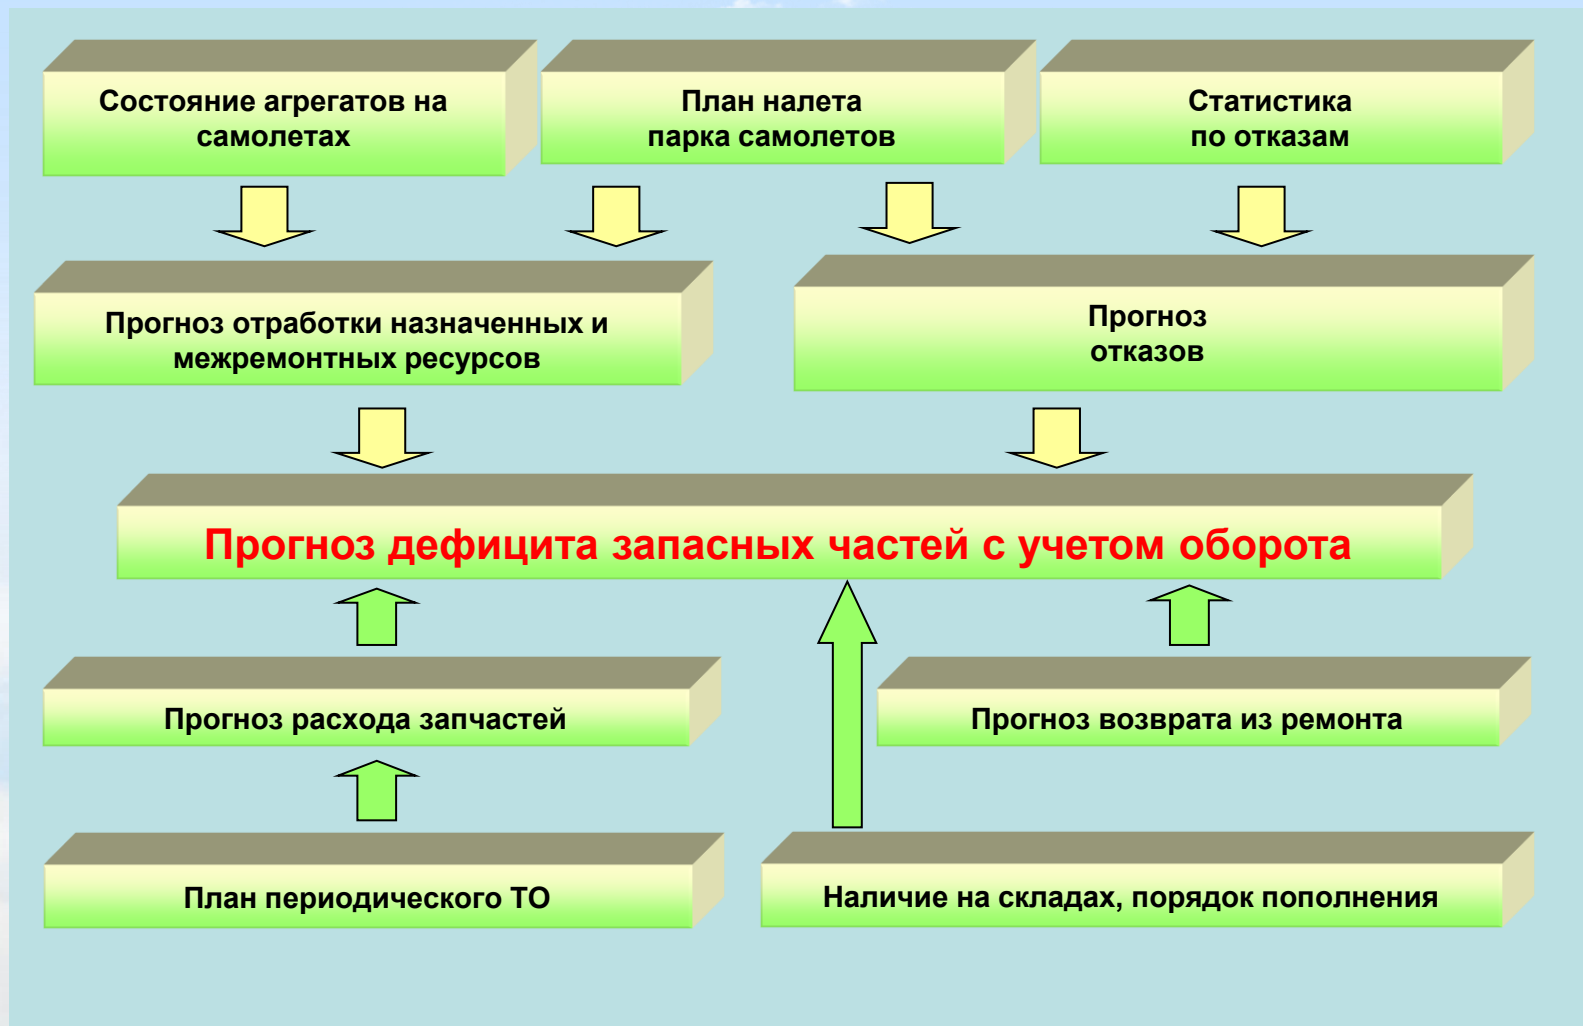 Состояние агрегатов на
самолетах
План налета
парка самолетов
Статистика
по отказам
Прогноз отработки назначенных и
межремонтных ресурсов
Прогноз
отказов
Прогноз дефицита запасных частей с учетом оборота
Прогноз расхода запчастей
Прогноз возврата из ремонта
План периодического ТО
Наличие на складах, порядок пополнения